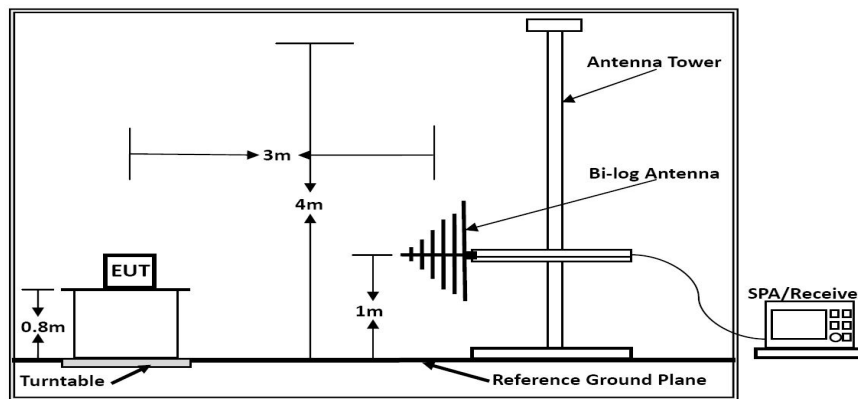 Antenna Tower
3m
Bi-log Antenna
4m
EUT
1m
SPA/Receive
0.8m
Turntable
Reference Ground Plane